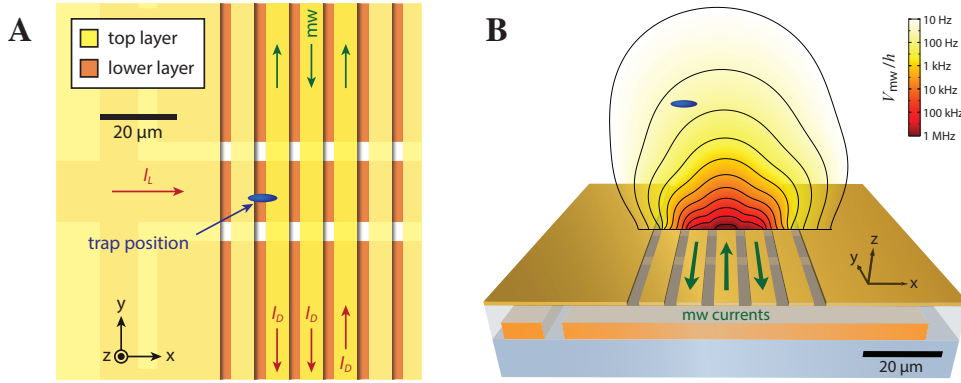 A
top layer
lower layer
20 µm
mw
I_L
trap position
I_D
I_D
I_D
y
z
x
B
V_mw/h
10 Hz
100 Hz
1 kHz
10 kHz
100 kHz
1 MHz
z
y
x
mw currents
20 µm